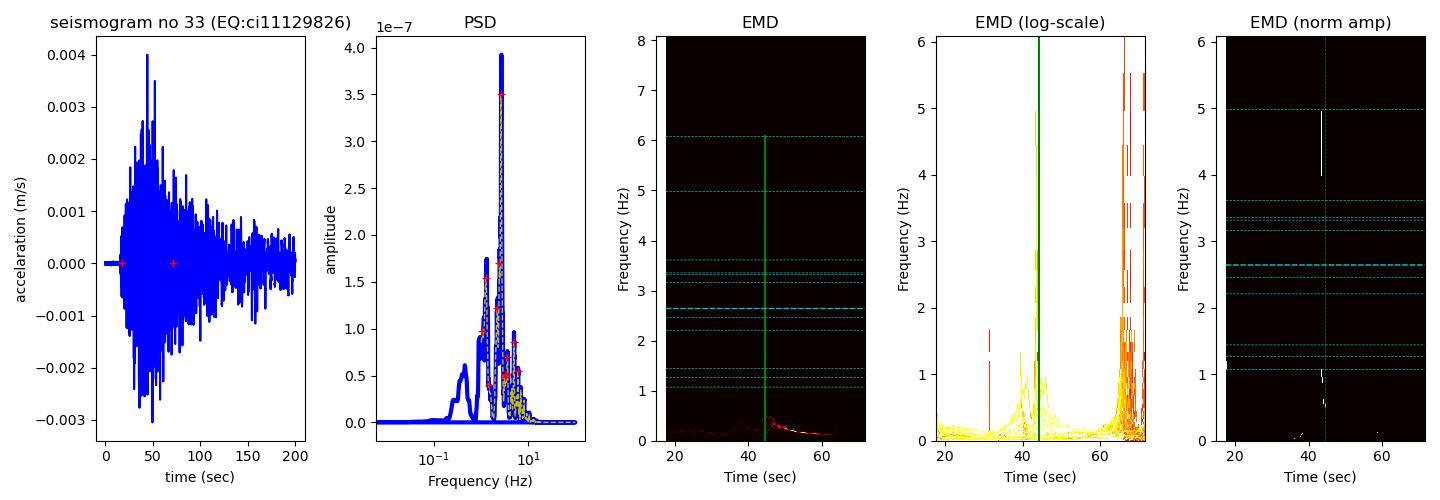 seismogram no 33 (EQ:ci11129826)
accelaration (m/s)
0.004
0.003
0.002
0.001
0.000
−0.001
−0.002
−0.003
0 50 100 150 200
time (sec)
PSD
1e−7
amplitude
4.0
3.5
3.0
2.5
2.0
1.5
1.0
0.5
0.0
10−1 101
Frequency (Hz)
EMD
Frequency (Hz)
8
7
6
5
4
3
2
1
0
20 40 60
Time (sec)
EMD (log-scale)
Frequency (Hz)
6
5
4
3
2
1
0
20 40 60
Time (sec)
EMD (norm amp)
Frequency (Hz)
6
5
4
3
2
1
0
20 40 60
Time (sec)